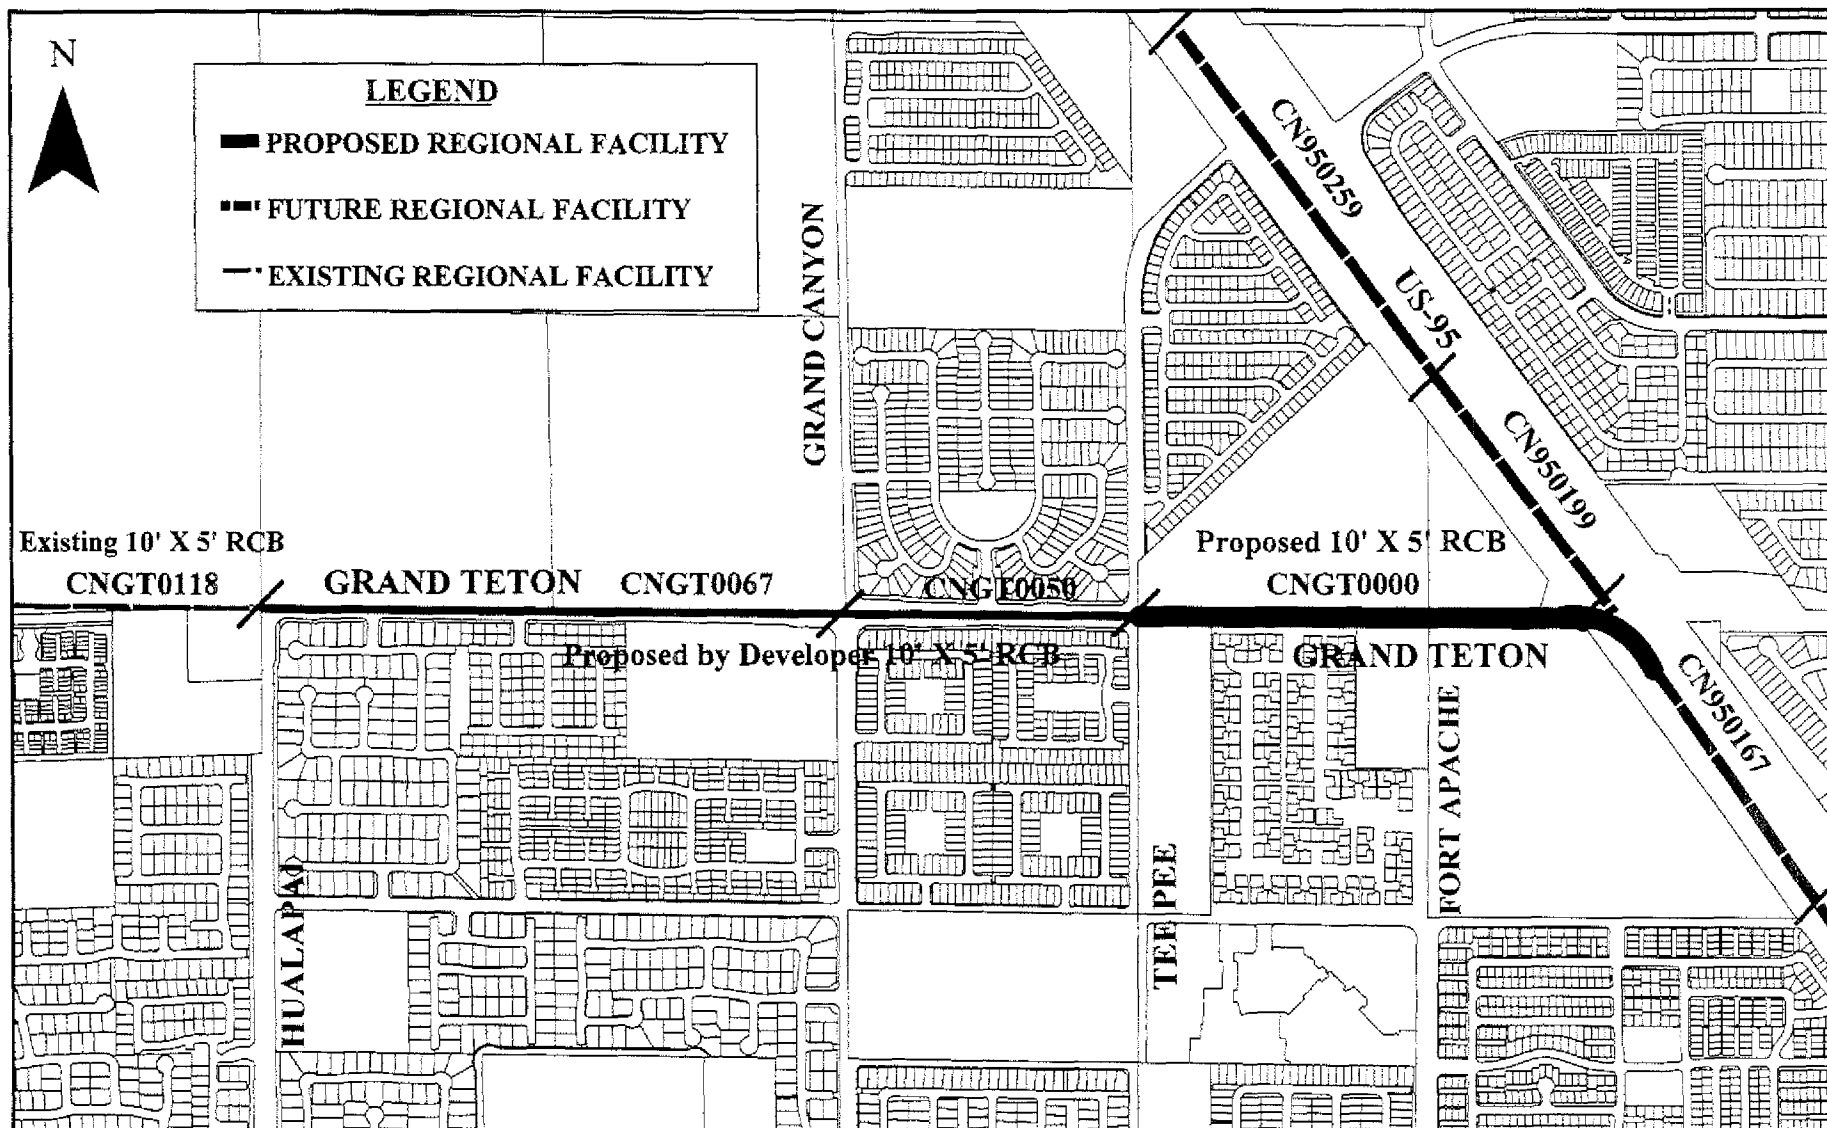 N
LEGEND
PROPOSED REGIONAL FACILITY
FUTURE REGIONAL FACILITY
EXISTING REGIONAL FACILITY
GRAND CANYON
CN950259
US-95
CN950199
Existing 10' X 5' RCB
CNGT0118
GRAND TETON
CNGT0067
CNGT0050
Proposed 10' X 5' RCB
CNGT0000
Proposed by Developer 10' X 5' RCB
GRAND TETON
CN950167
HUALAPAI
TEE PEE
FORT APACHE